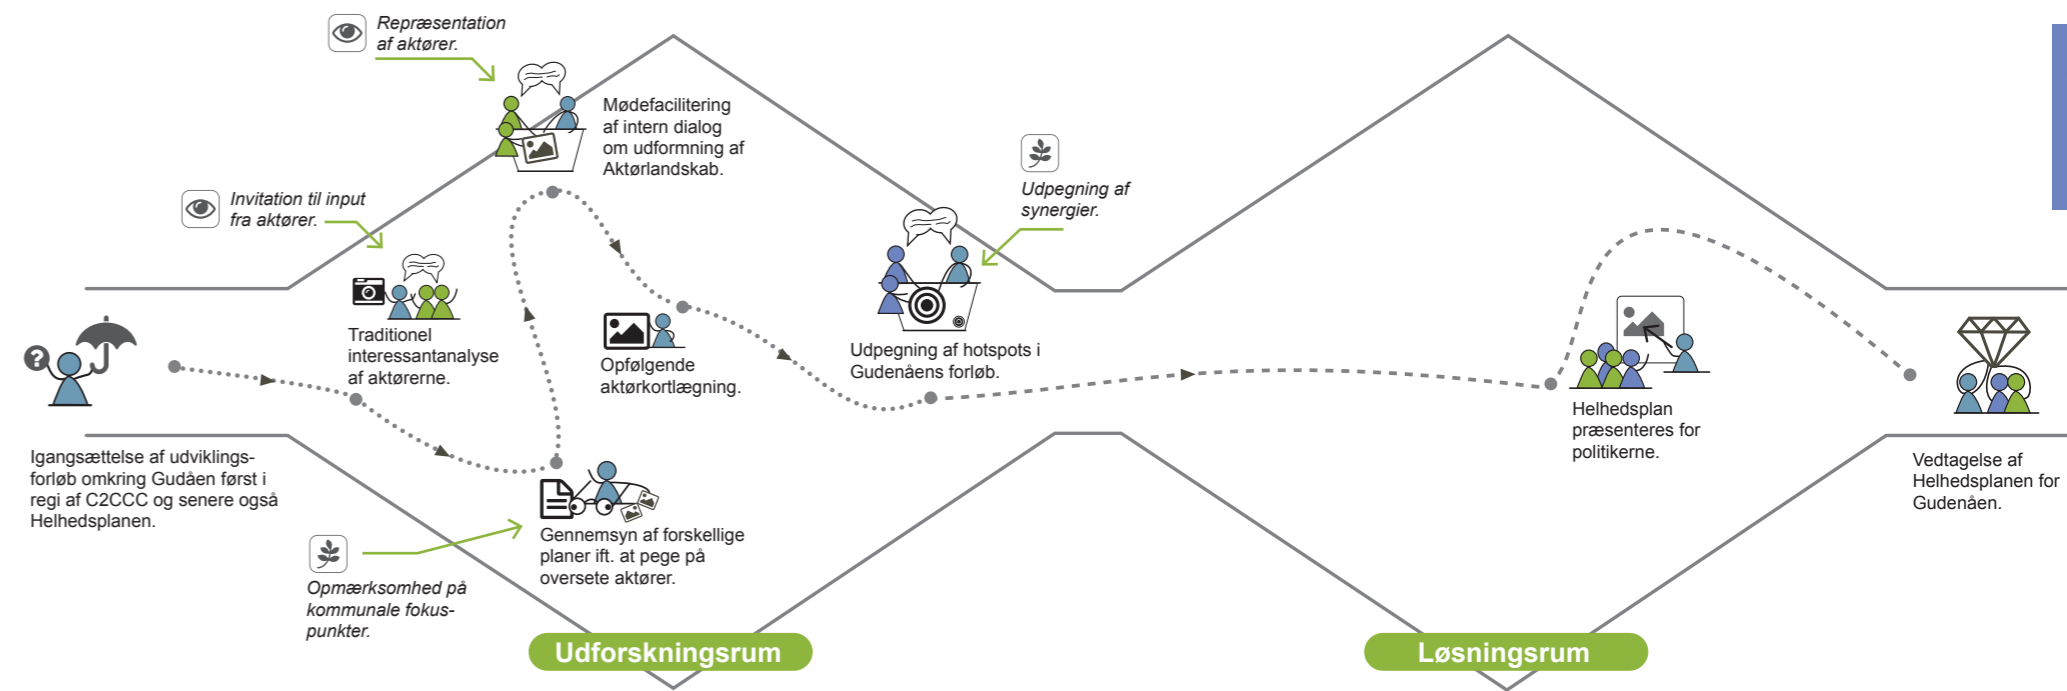 Repræsentation
af aktører.
Mødefacilitering
af intern dialog
om udformning af
Aktørlandskab.
Invitation til input
fra aktører.
Udpegning af
synergier.
?
Traditionel
interessantanalyse
af aktørerne.
Opfølgende
aktørkortlægning.
Udpegning af hotspots i
Gudenåens forløb.
Helhedsplan
præsenteres for
politikerne.
Igangsættelse af udviklings-
forløb omkring Gudåen først i
regi af C2CCC og senere også
Helhedsplanen.
Vedtagelse af
Helhedsplanen for
Gudenåen.
Gennemsyn af forskellige
planer ift. at pege på
oversete aktører.
Opmærksomhed på
kommunale fokus-
punkter.
Udforskningsrum
Løsningsrum